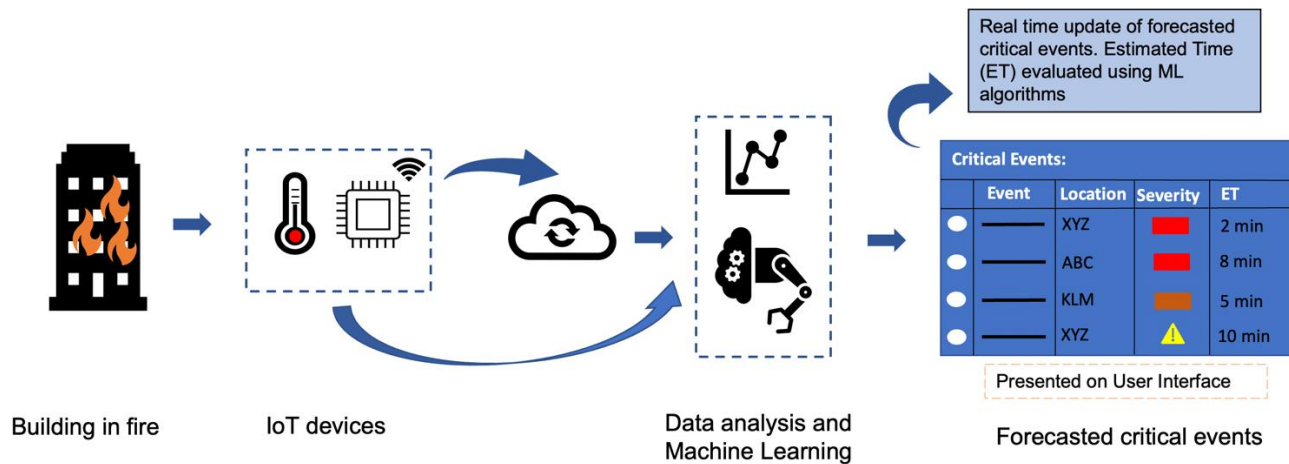 Real time update of forecasted
critical events. Estimated Time
(ET) evaluated using ML
algorithms
Critical Events:
Event Location Severity ET
XYZ 2 min
ABC 8 min
KLM 5 min
XYZ 10 min
Presented on User Interface
Building in fire
IoT devices
Data analysis and
Machine Learning
Forecasted critical events